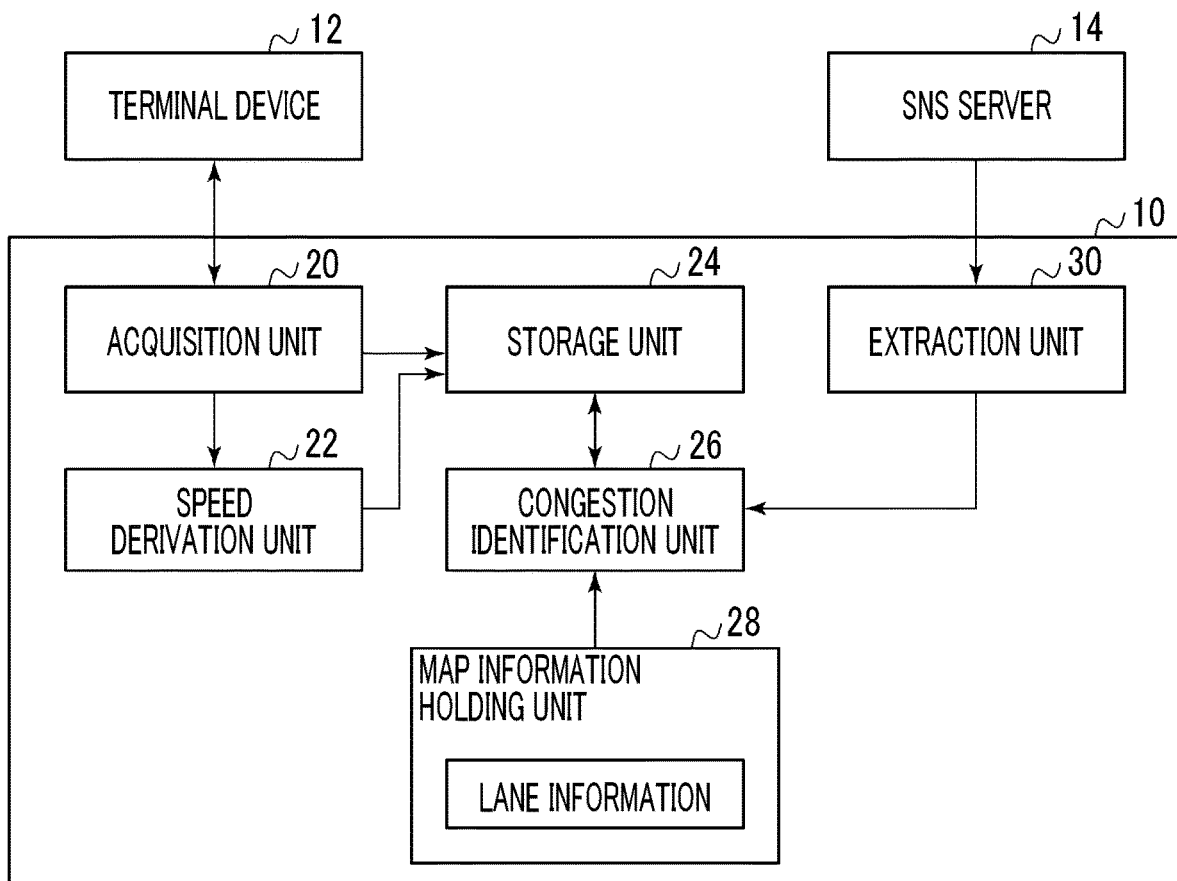 12
14
TERMINAL DEVICE
SNS SERVER
10
20
24
30
ACQUISITION UNIT
STORAGE UNIT
EXTRACTION UNIT
22
26
SPEED
DERIVATION UNIT
CONGESTION
IDENTIFICATION UNIT
28
MAP INFORMATION
HOLDING UNIT
LANE INFORMATION